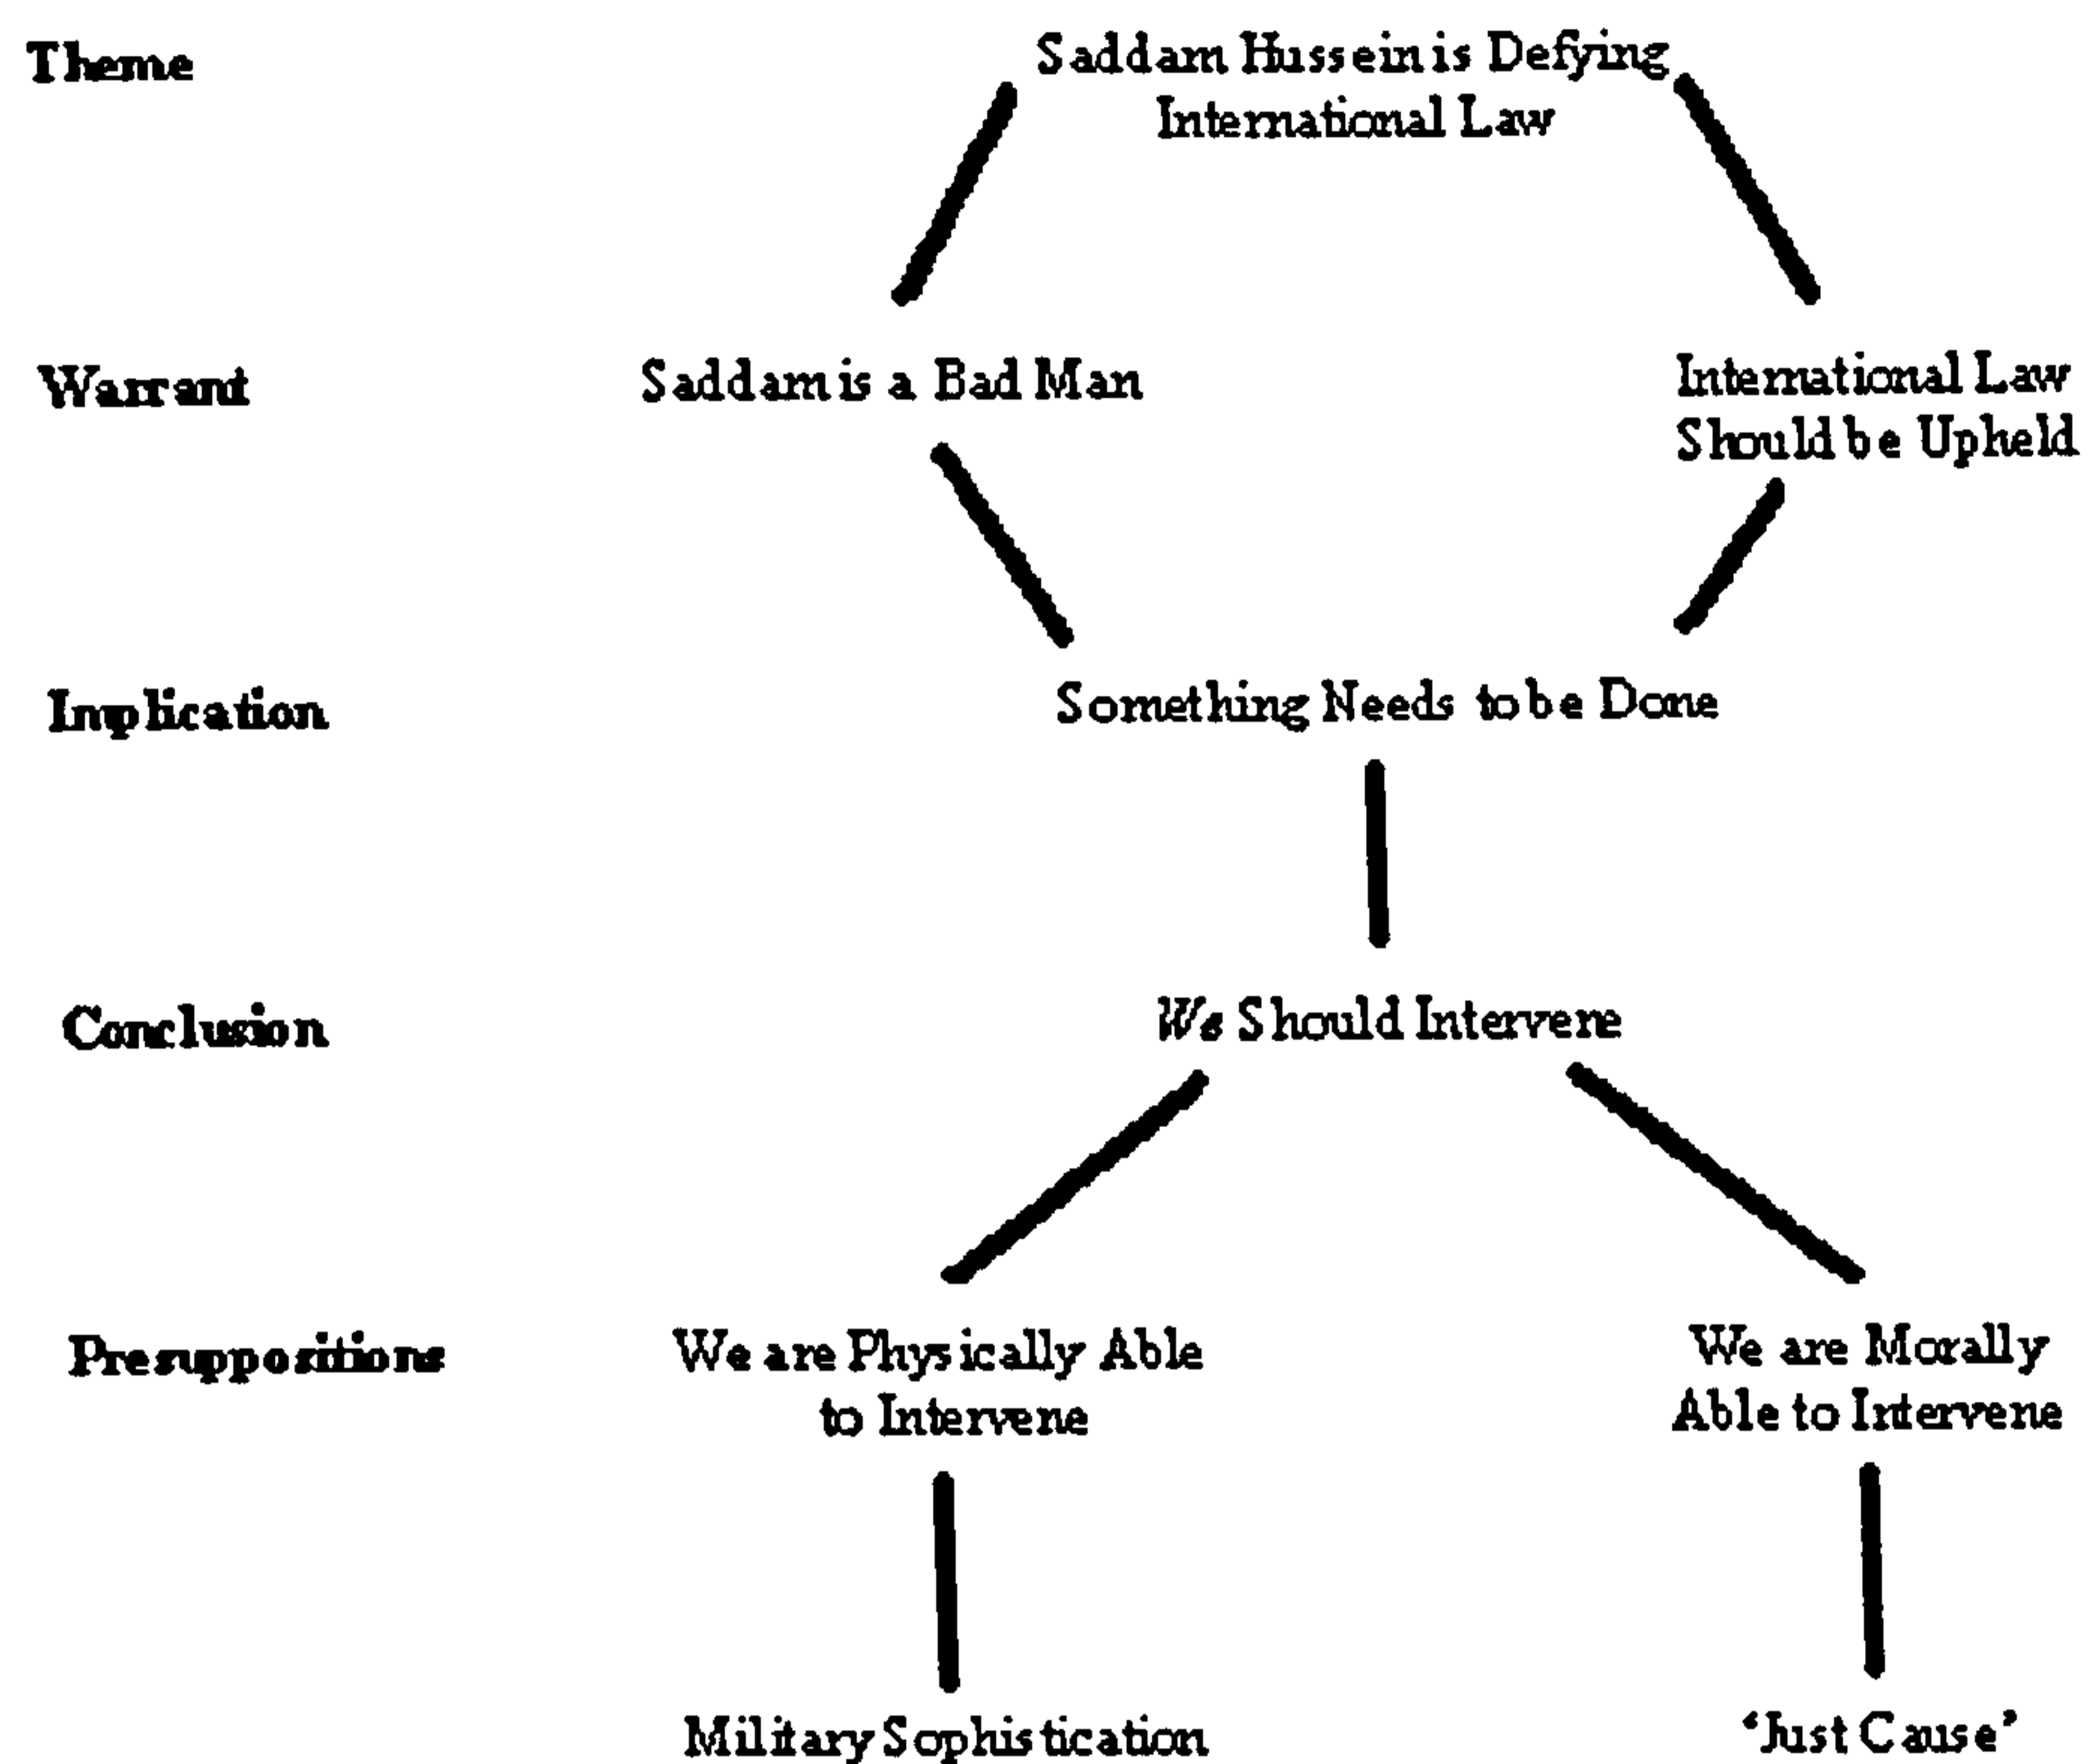 Theme
Saddam Hussein is Defying
International Law
Warrant
Saddam is a Bad Man
International Law
Should be Upheld
Implication
Something Needs to be Done
Conclusion
We Should Intervene
Presuppositions
We are Physically Able
to Intervene
We are Morally
Able to Intervene
Military Sophistication
‘Just Cause’